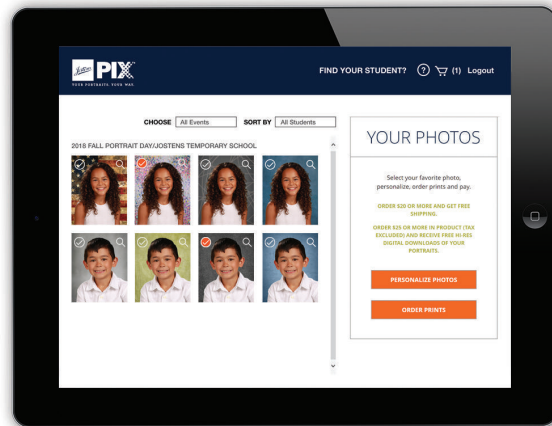 Jostens PIX
YOUR PORTRAITS. YOUR WAY.
FIND YOUR STUDENT? ? (1) Logout
CHOOSE All Events SORT BY All Students
2018 FALL PORTRAIT DAY/JOSTENS TEMPORARY SCHOOL
YOUR PHOTOS
Select your favorite photo,
personalize, order prints and pay.
ORDER $20 OR MORE AND GET FREE
SHIPPING.
ORDER $25 OR MORE IN PRODUCT (TAX
EXCLUDED) AND RECEIVE FREE HI-RES
DIGITAL DOWNLOADS OF YOUR
PORTRAITS.
PERSONALIZE PHOTOS
ORDER PRINTS